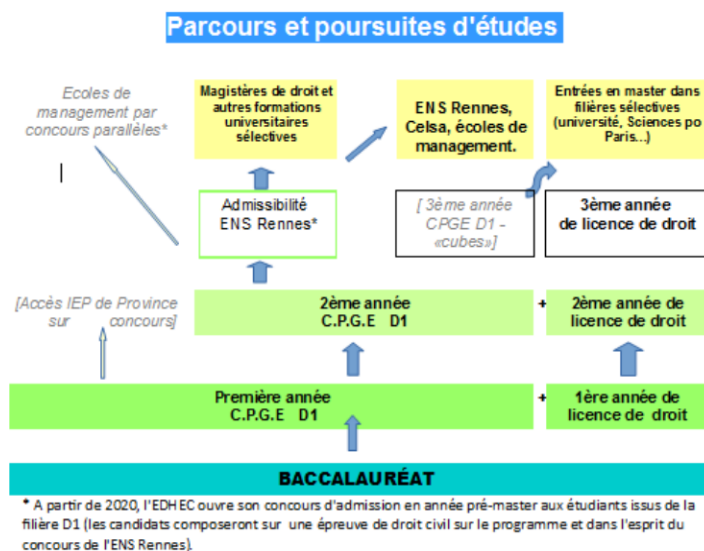 Parcours et poursuites d'études
Ecoles de
management par
concours parallèles*
Magistères de droit et
autres formations
universitaires
sélectives
ENS Rennes,
Celsa, écoles de
management.
Entrées en master dans
filières sélectives
(université, Sciences po
Paris...)
Admissibilité
ENS Rennes*
[ 3ème année
CPGE D1 -
«cubes»]
3ème année
de licence de droit
[Accès IEP de Province
sur concours]
2ème année
C.P.G.E D1
+
2ème année de
licence de droit
Première année
C.P.G.E D1
+
1ère année de
licence de droit
BACCALAURÉAT
* A partir de 2020, l'EDHEC ouvre son concours d'admission en année pré-master aux étudiants issus de la
filière D1 (les candidats composeront sur une épreuve de droit civil sur le programme et dans l'esprit du
concours de l'ENS Rennes).